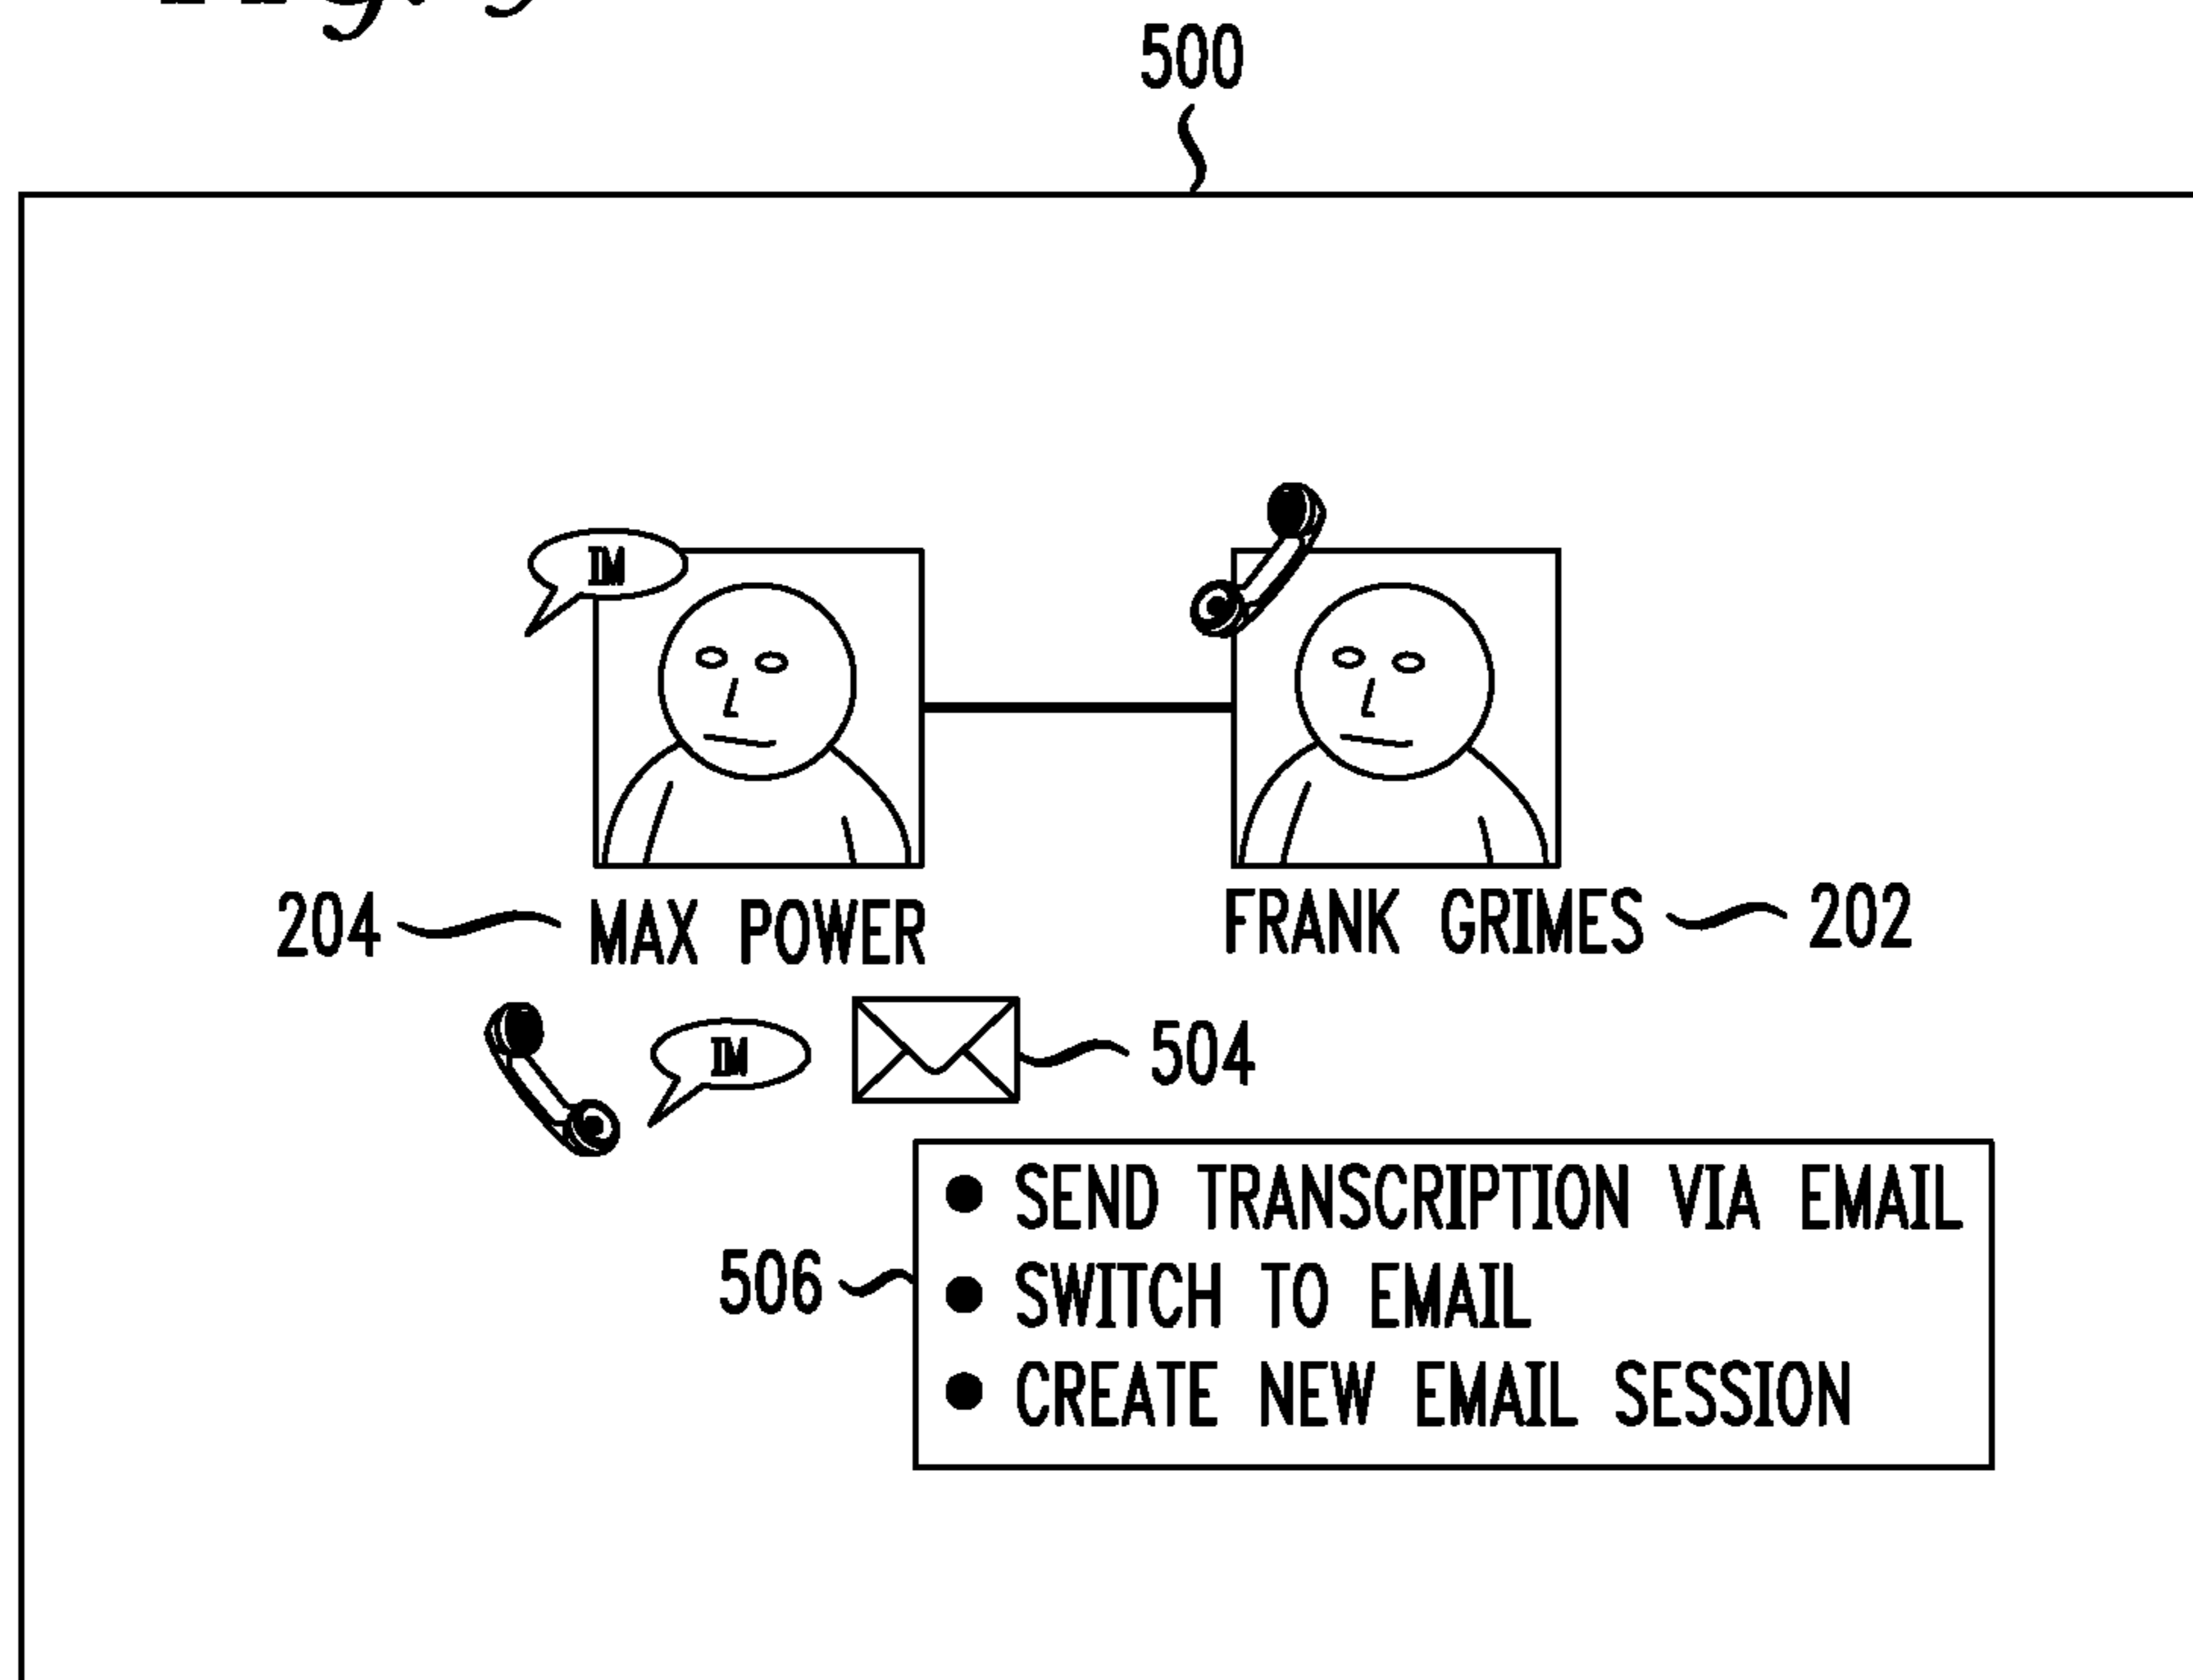 500
IM
204 MAX POWER
FRANK GRIMES 202
IM
504
SEND TRANSCRIPTION VIA EMAIL
506
SWITCH TO EMAIL
CREATE NEW EMAIL SESSION